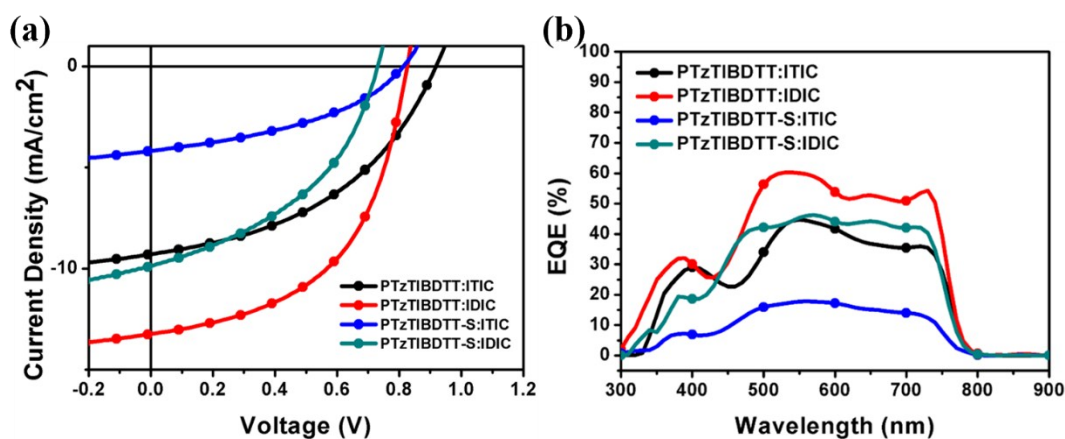 (a)
Current Density (mA/cm2)
0
-10
-0.2 0.0 0.2 0.4 0.6 0.8 1.0 1.2
Voltage (V)
PTzTIBDTT:ITIC
PTzTIBDTT:IDIC
PTzTIBDTT-S:ITIC
PTzTIBDTT-S:IDIC
(b)
EQE (%)
100
90
80
70
60
50
40
30
20
10
0
300 400 500 600 700 800 900
Wavelength (nm)
PTzTIBDTT:ITIC
PTzTIBDTT:IDIC
PTzTIBDTT-S:ITIC
PTzTIBDTT-S:IDIC